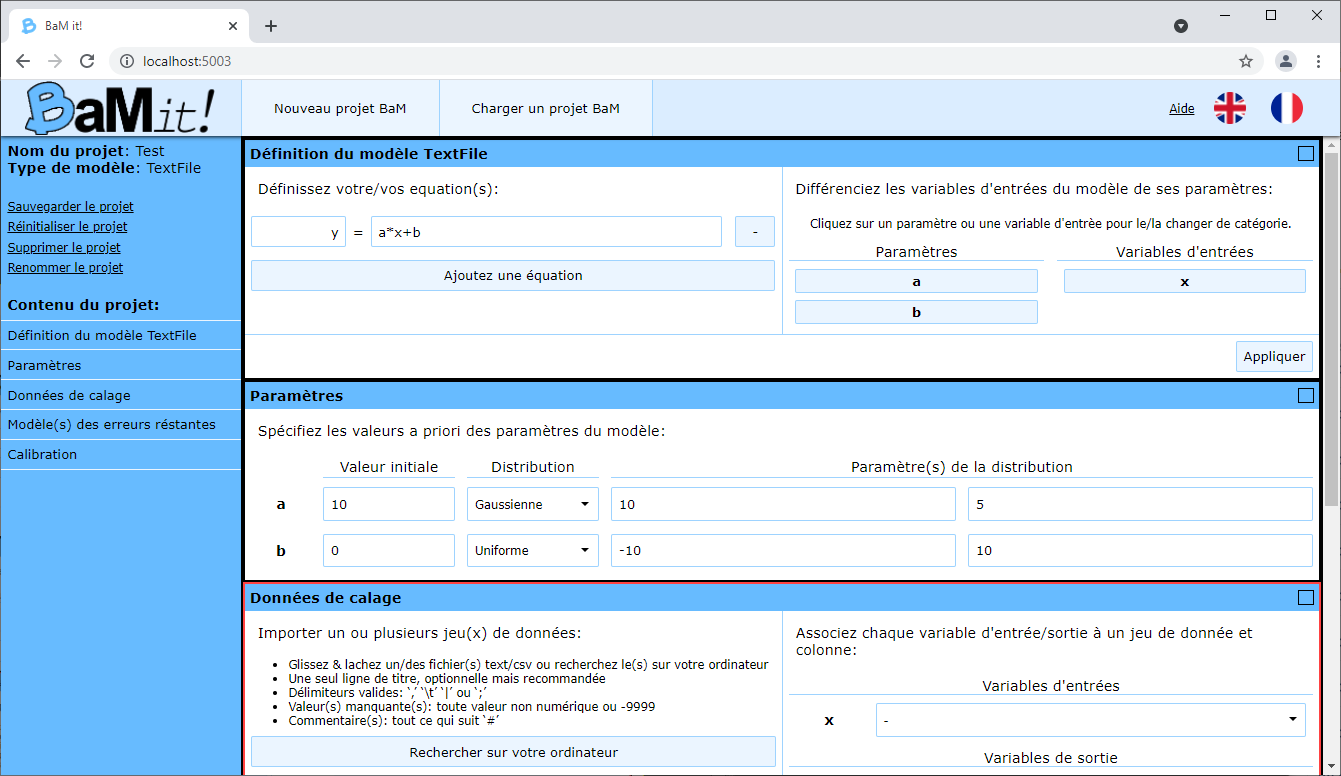 BaM it!
localhost:5003
BaMit!
Nouveau projet BaM
Charger un projet BaM
Aide
Nom du projet: Test
Type de modèle: TextFile
Sauvegarder le projet
Réinitialiser le projet
Supprimer le projet
Renommer le projet
Contenu du projet:
Définition du modèle TextFile
Paramètres
Données de calage
Modèle(s) des erreurs réstantes
Calibration
Définition du modèle TextFile
Définissez votre/vos equation(s):
y = a*x+b -
Ajoutez une équation
Différenciez les variables d'entrées du modèle de ses paramètres:
Cliquez sur un paramètre ou une variable d'entrèe pour le/la changer de catégorie.
Paramètres Variables d'entrées
a x
b
Appliquer
Paramètres
Spécifiez les valeurs a priori des paramètres du modèle:
Valeur initiale Distribution Paramètre(s) de la distribution
a 10 Gaussienne 10 5
b 0 Uniforme -10 10
Données de calage
Importer un ou plusieurs jeu(x) de données:
• Glissez & lachez un/des fichier(s) text/csv ou recherchez le(s) sur votre ordinateur
• Une seul ligne de titre, optionnelle mais recommandée
• Délimiteurs valides: ‘,’ ‘\t’ ‘|’ ou ‘;’
• Valeur(s) manquante(s): toute valeur non numérique ou -9999
• Commentaire(s): tout ce qui suit ‘#’
Rechercher sur votre ordinateur
Associez chaque variable d'entrée/sortie à un jeu de donnée et
colonne:
Variables d'entrées
x -
Variables de sortie